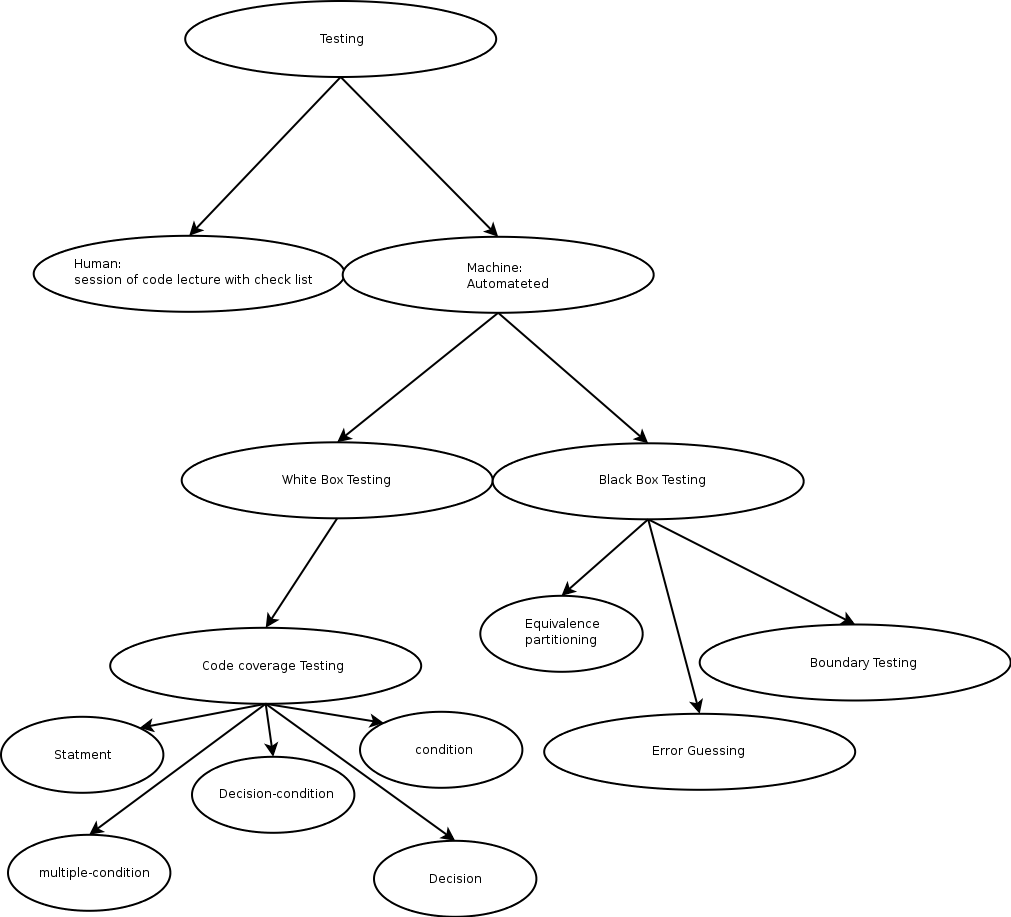 Testing
Human:
session of code lecture with check list
Machine:
Automateted
White Box Testing
Black Box Testing
Equivalence
partitioning
Boundary Testing
Code coverage Testing
Statment
condition
Error Guessing
Decision-condition
multiple-condition
Decision